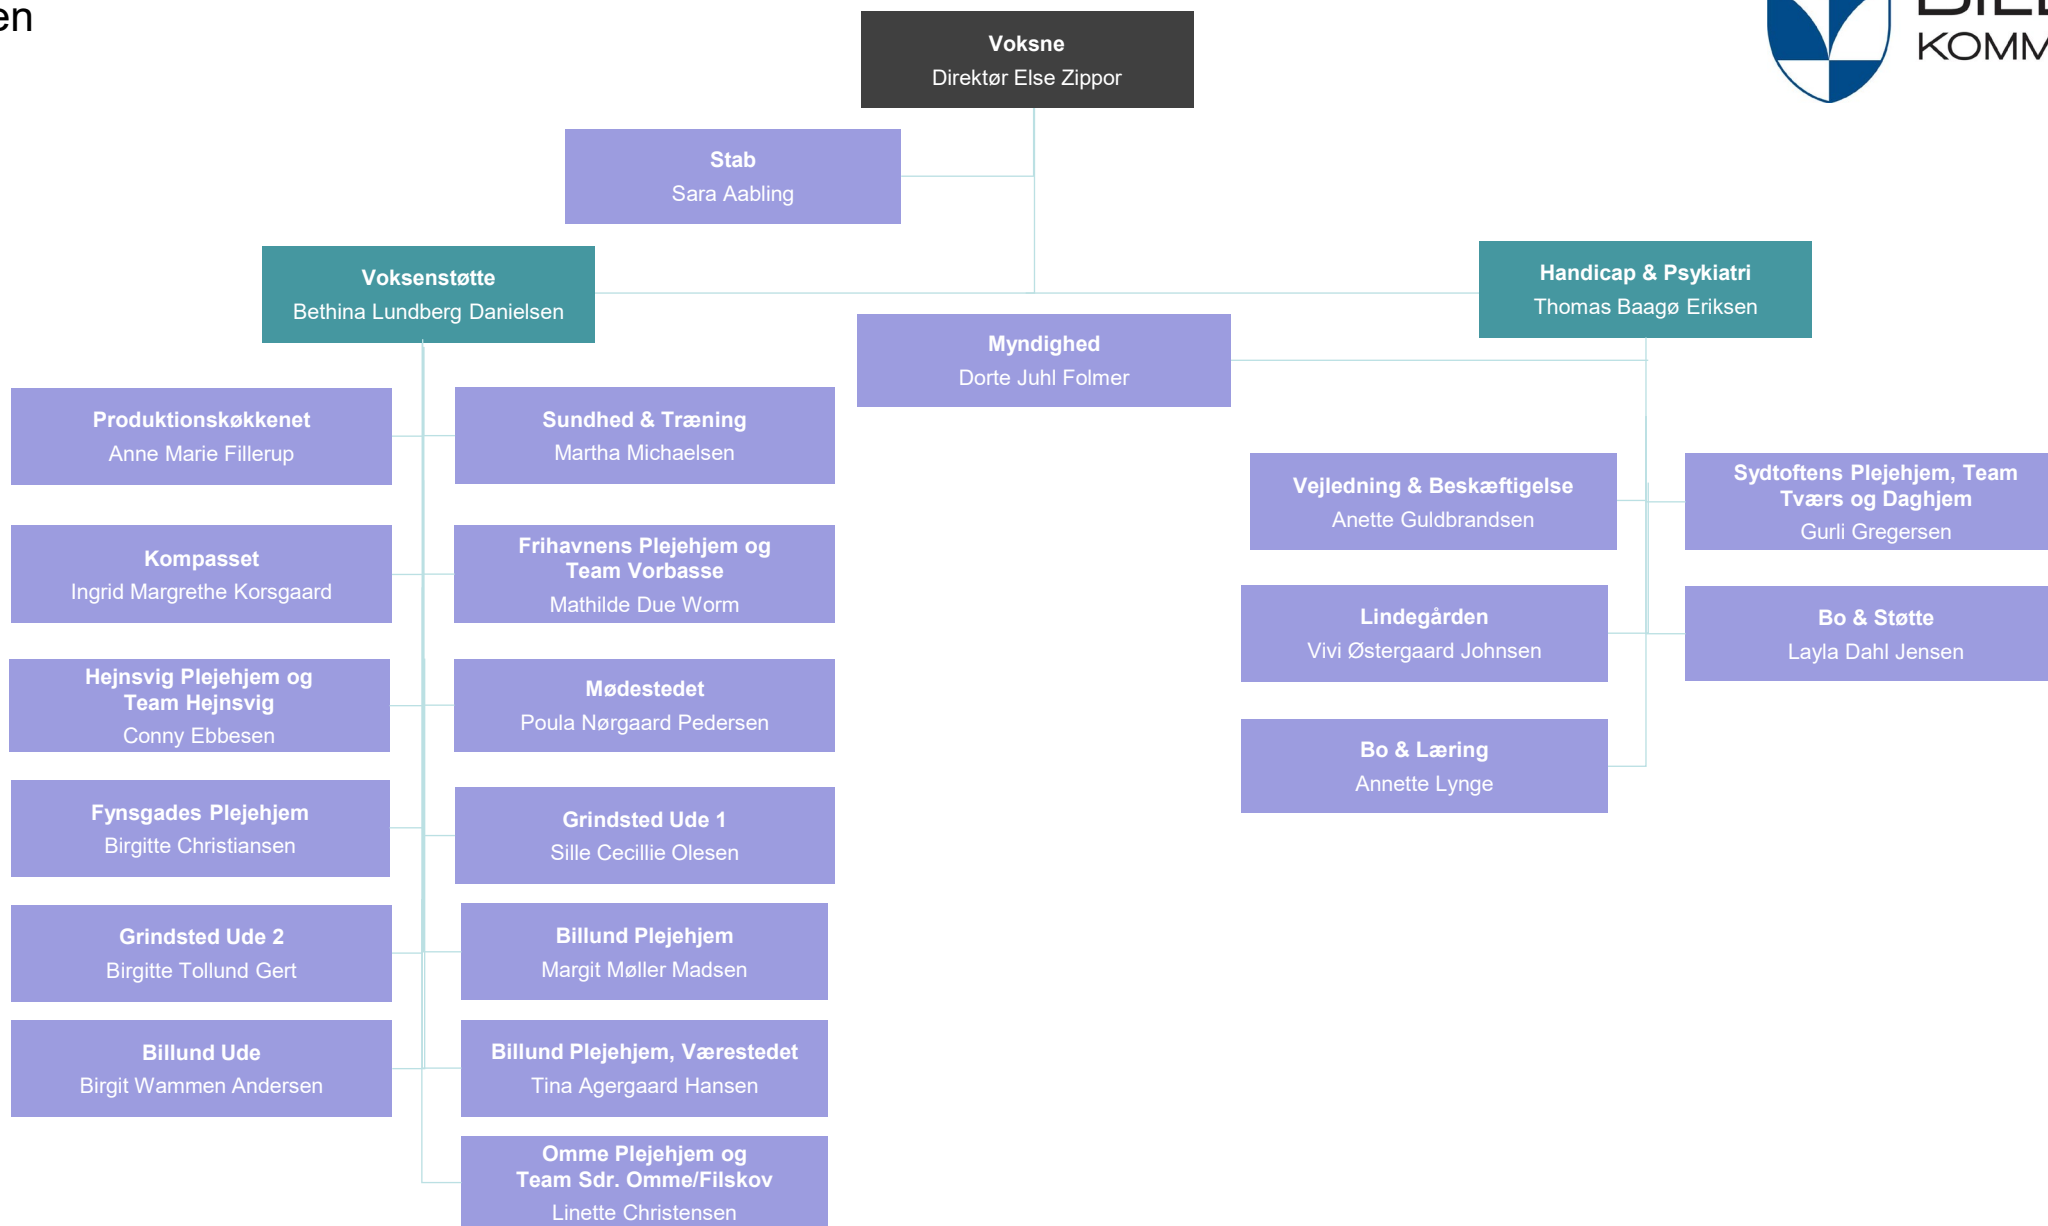 Voksne
Direktør Else Zippor
Stab
Sara Aabling
Voksenstøtte
Bethina Lundberg Danielsen
Handicap & Psykiatri
Thomas Baagø Eriksen
Myndighed
Dorte Juhl Folmer
Produktionskøkkenet
Anne Marie Fillerup
Sundhed & Træning
Martha Michaelsen
Kompasset
Ingrid Margrethe Korsgaard
Frihavnens Plejehjem og
Team Vorbasse
Mathilde Due Worm
Hejnsvig Plejehjem og
Team Hejnsvig
Conny Ebbesen
Mødestedet
Poula Nørgaard Pedersen
Fynsgades Plejehjem
Birgitte Christiansen
Grindsted Ude 1
Sille Cecillie Olesen
Grindsted Ude 2
Birgitte Tollund Gert
Billund Plejehjem
Margit Møller Madsen
Billund Ude
Birgit Wammen Andersen
Billund Plejehjem, Værestedet
Tina Agergaard Hansen
Omme Plejehjem og
Team Sdr. Omme/Filskov
Linette Christensen
Vejledning & Beskæftigelse
Anette Guldbrandsen
Sydtoftens Plejehjem, Team
Tværs og Daghjem
Gurli Gregersen
Lindegården
Vivi Østergaard Johnsen
Bo & Støtte
Layla Dahl Jensen
Bo & Læring
Annette Lynge